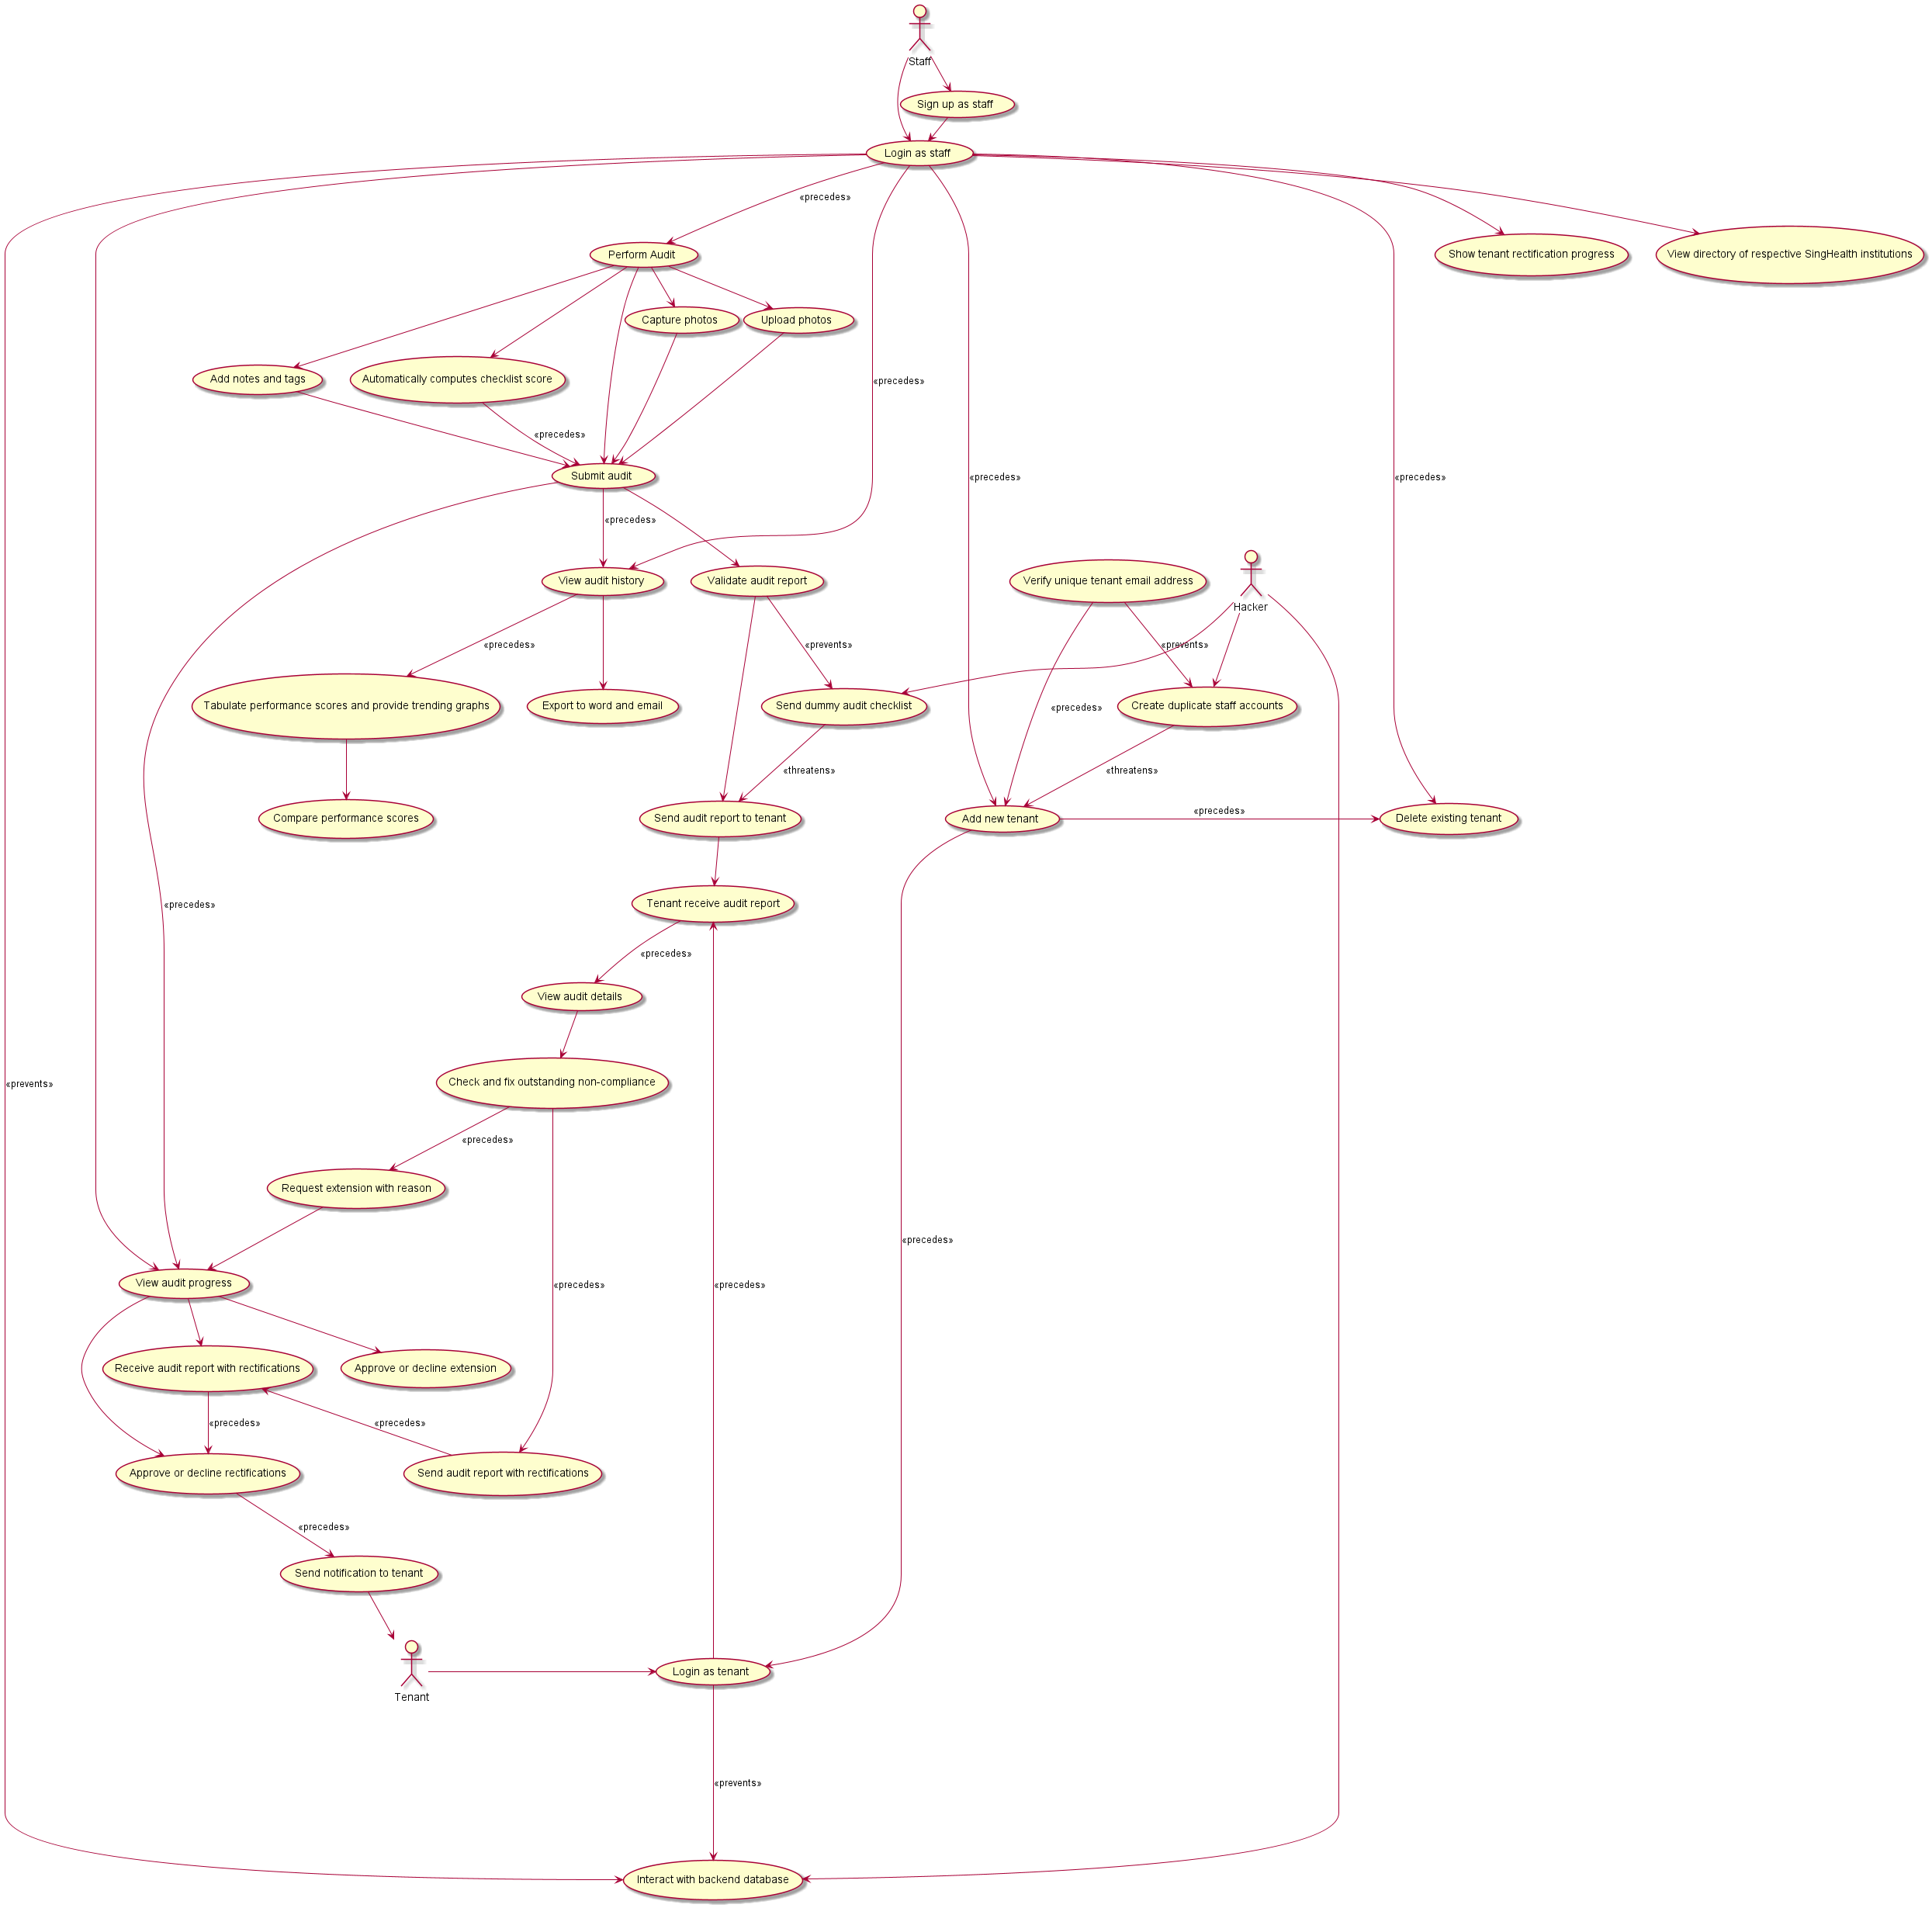 Staff
Sign up as staff
Login as staff
«precedes»
Perform Audit
Show tenant rectification progress
View directory of respective SingHealth institutions
Capture photos
Upload photos
Add notes and tags
Automatically computes checklist score
«precedes»
«precedes»
Submit audit
«precedes»
«precedes»
«precedes»
View audit history
Validate audit report
Verify unique tenant email address
Hacker
«precedes»
«prevents»
«prevents»
Tabulate performance scores and provide trending graphs
Export to word and email
Send dummy audit checklist
«precedes»
Create duplicate staff accounts
«threatens»
«threatens»
Compare performance scores
Send audit report to tenant
Add new tenant
«precedes»
Delete existing tenant
«precedes»
Tenant receive audit report
«precedes»
View audit details
«prevents»
Check and fix outstanding non-compliance
«precedes»
Request extension with reason
«precedes»
View audit progress
«precedes»
«precedes»
Receive audit report with rectifications
Approve or decline extension
«precedes»
«precedes»
Approve or decline rectifications
Send audit report with rectifications
«precedes»
Send notification to tenant
Tenant
Login as tenant
«prevents»
Interact with backend database